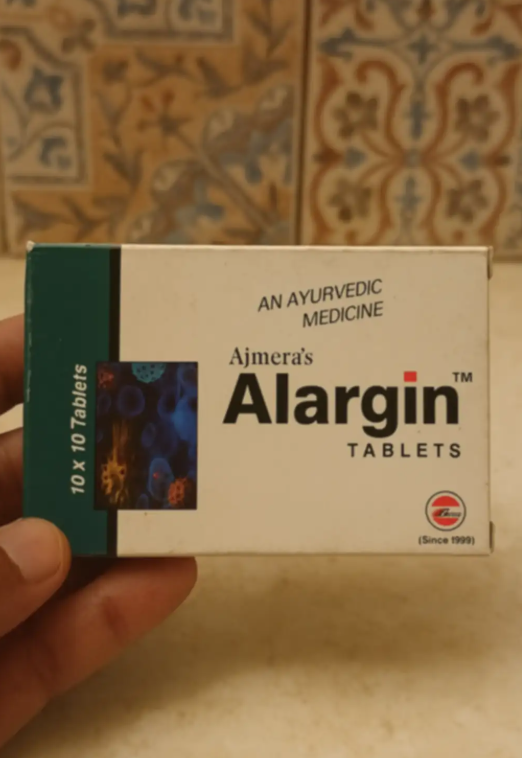 AN AYURVEDIC
MEDICINE
Ajmera's
Alargin™
TABLETS
10 x 10 Tablets
(Since 1999)